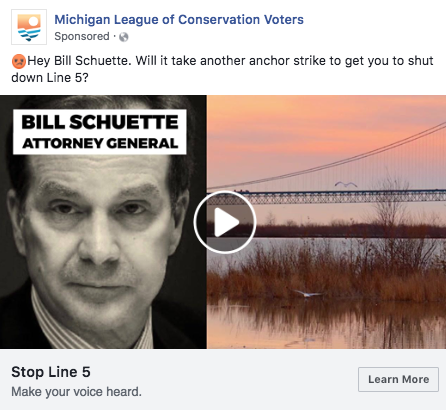 Michigan League of Conservation Voters
Sponsored ·
😡Hey Bill Schuette. Will it take another anchor strike to get you to shut
down Line 5?
BILL SCHUETTE
ATTORNEY GENERAL
Stop Line 5
Make your voice heard.
Learn More